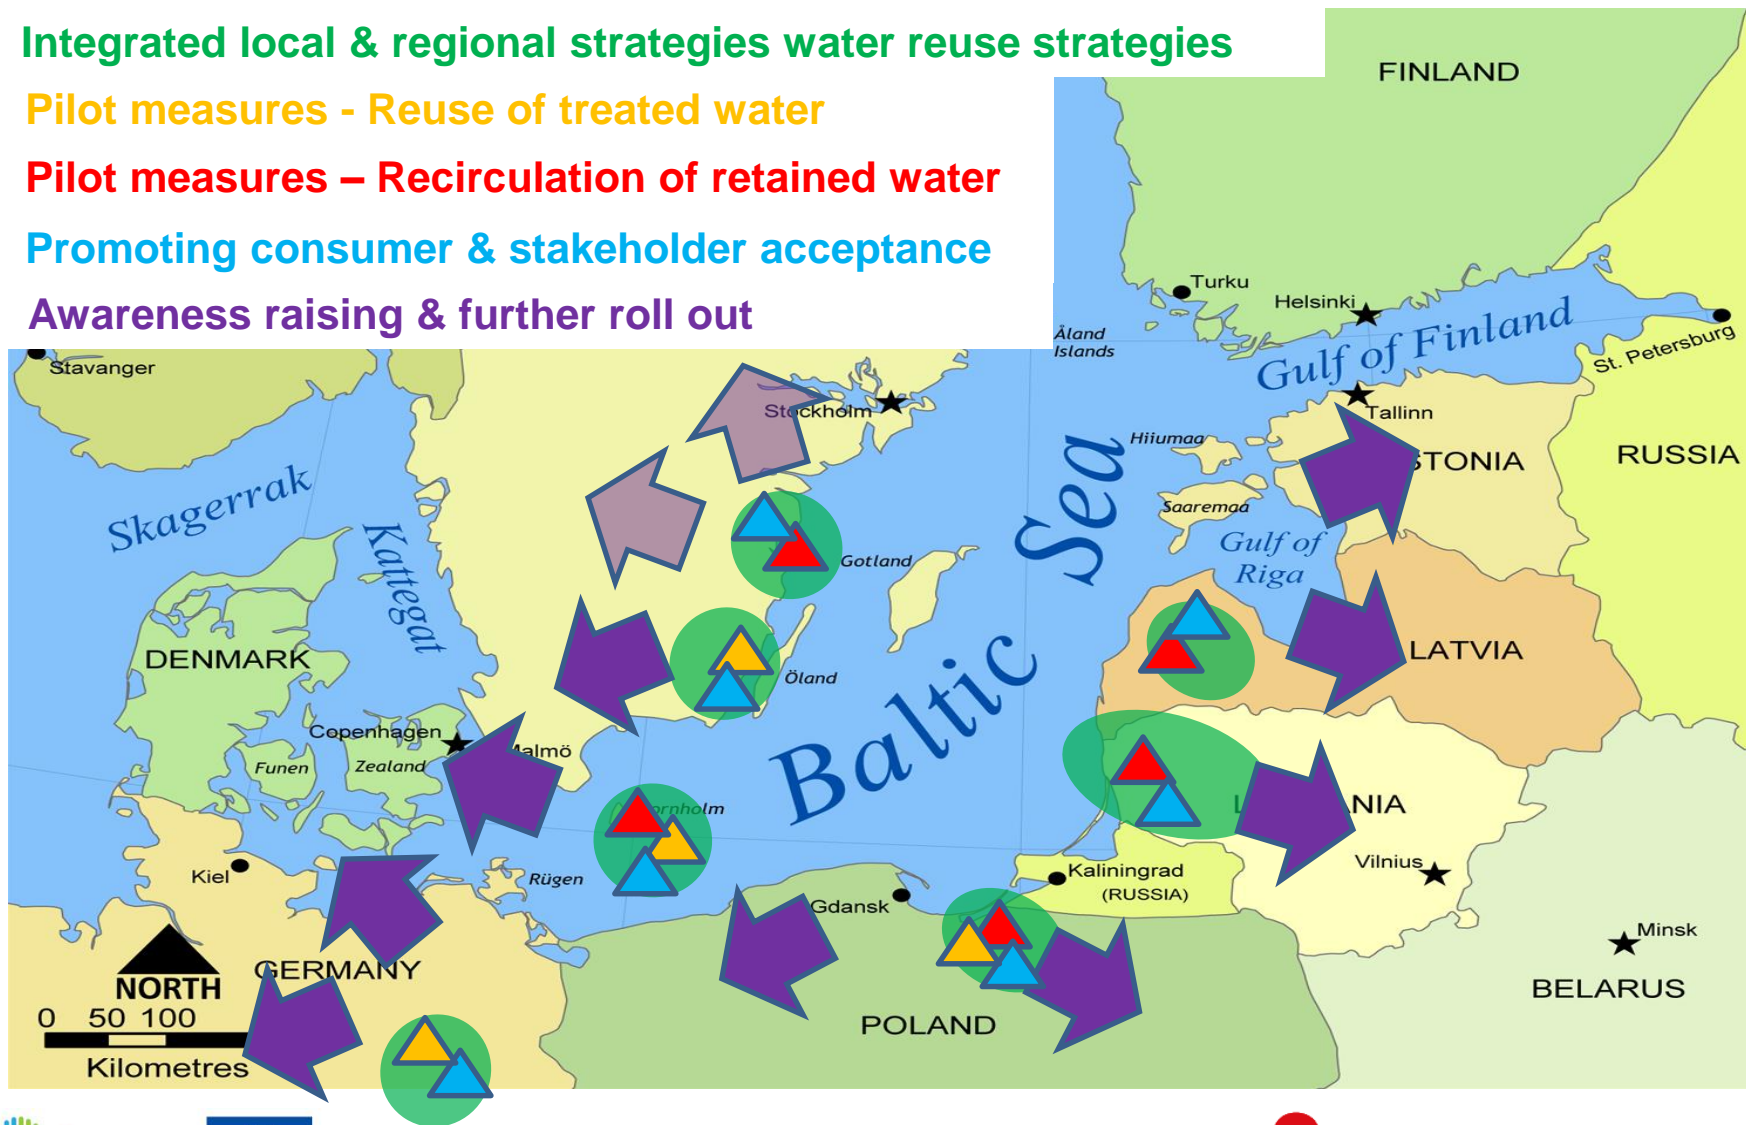 Integrated local & regional strategies water reuse strategies
Pilot measures - Reuse of treated water
Pilot measures – Recirculation of retained water
Promoting consumer & stakeholder acceptance
Awareness raising & further roll out
FINLAND
Turku
Helsinki
Åland
Islands
Gulf of Finland
St. Petersburg
Stavanger
Stockholm
Tallinn
Hiiumaa
STONIA
RUSSIA
Skagerrak
Kattegat
Saaremaa
Gulf of
Riga
Gotland
Baltic Sea
DENMARK
Öland
LATVIA
Copenhagen
Malmö
Funen
Zealand
ornholm
L
NIA
Kiel
Rügen
Gdansk
Kaliningrad
(RUSSIA)
Vilnius
Minsk
GERMANY
NORTH
0 50 100
Kilometres
POLAND
BELARUS